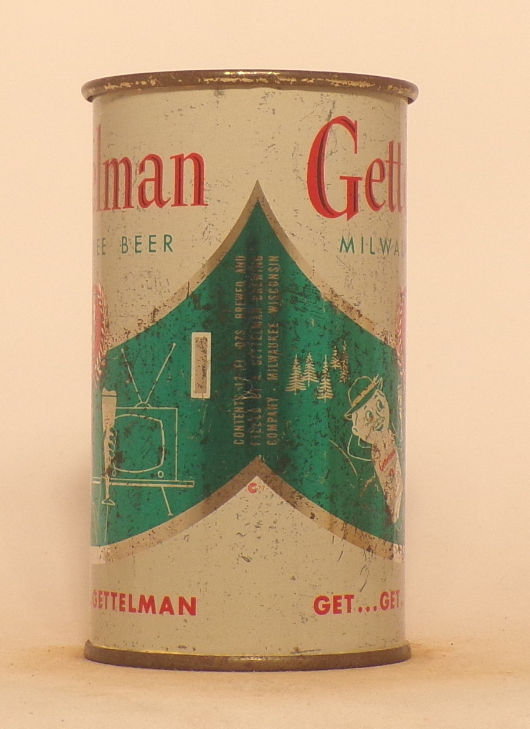 lman
Gett
E BEER
MILWA
CONTENTS 12 FL. OZS. BREWED AND
FILLED BY A. GETTELMAN BREWING
COMPANY · MILWAUKEE WISCONSIN
GETTELMAN
GET...GET.